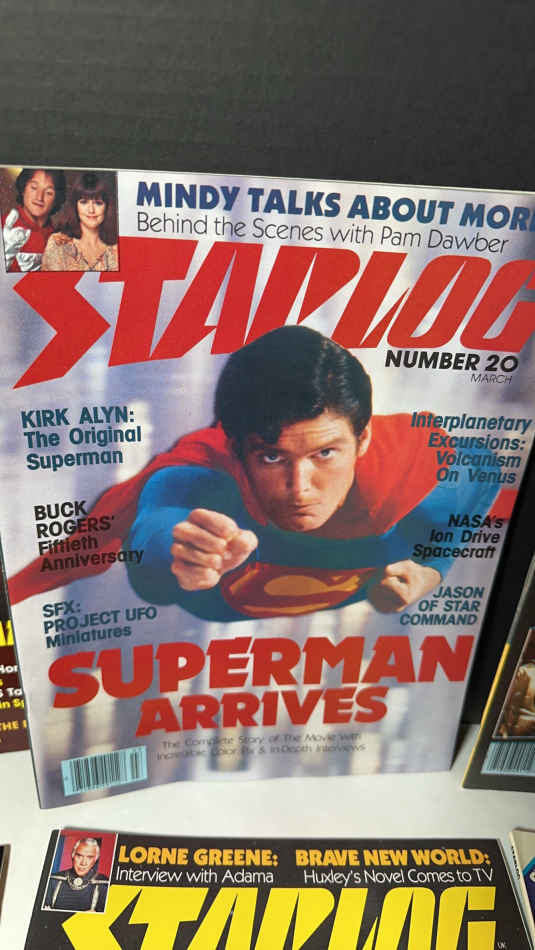 MINDY TALKS ABOUT MOR
Behind the Scenes with Pam Dawber
STARLOG
NUMBER 20
MARCH
KIRK ALYN:
The Original
Superman
Interplanetary
Excursions:
Volcanism
On Venus
BUCK
ROGERS'
Fiftieth
Anniversary
NASA's
Ion Drive
Spacecraft
SFX:
PROJECT UFO
Miniatures
JASON
OF STAR
COMMAND
SUPERMAN
ARRIVES
The Complete Story of The Movie With
Incredible Color Pix & In-Depth Interviews
THE
LORNE GREENE:
Interview with Adama
BRAVE NEW WORLD:
Huxley's Novel Comes to TV
STARLOG